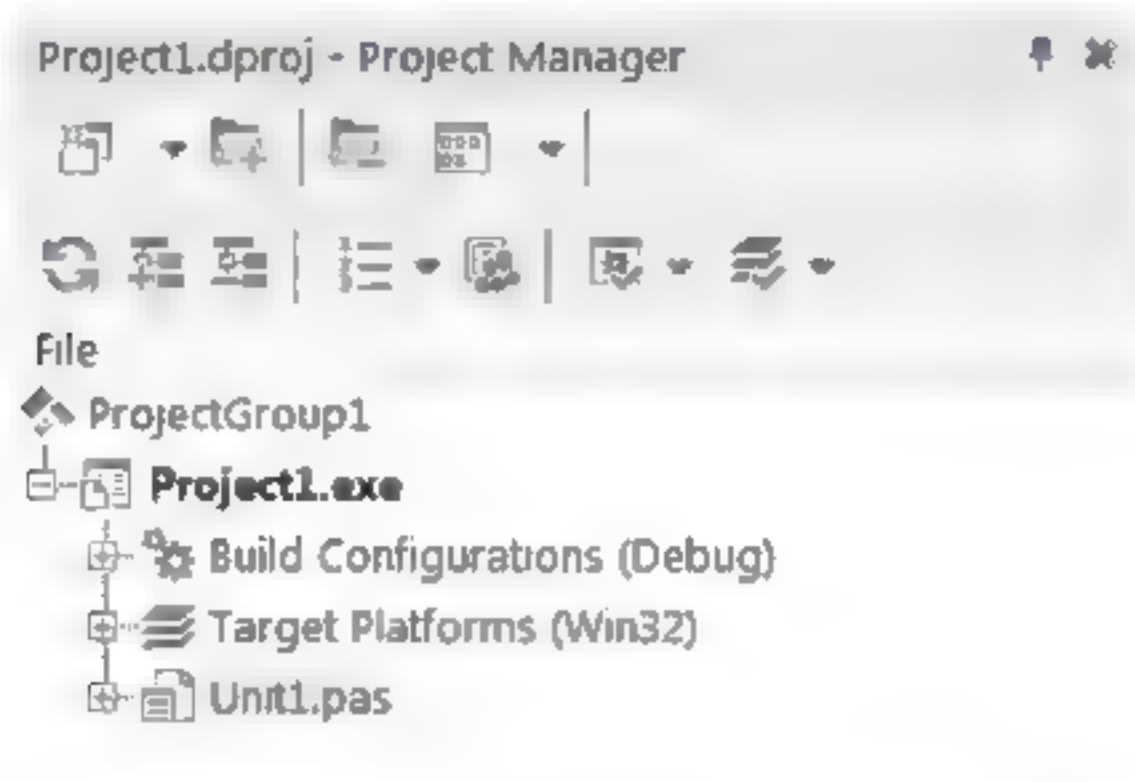 Project1.dproj - Project Manager
File
ProjectGroup1
Project1.exe
Build Configurations (Debug)
Target Platforms (Win32)
Unit1.pas